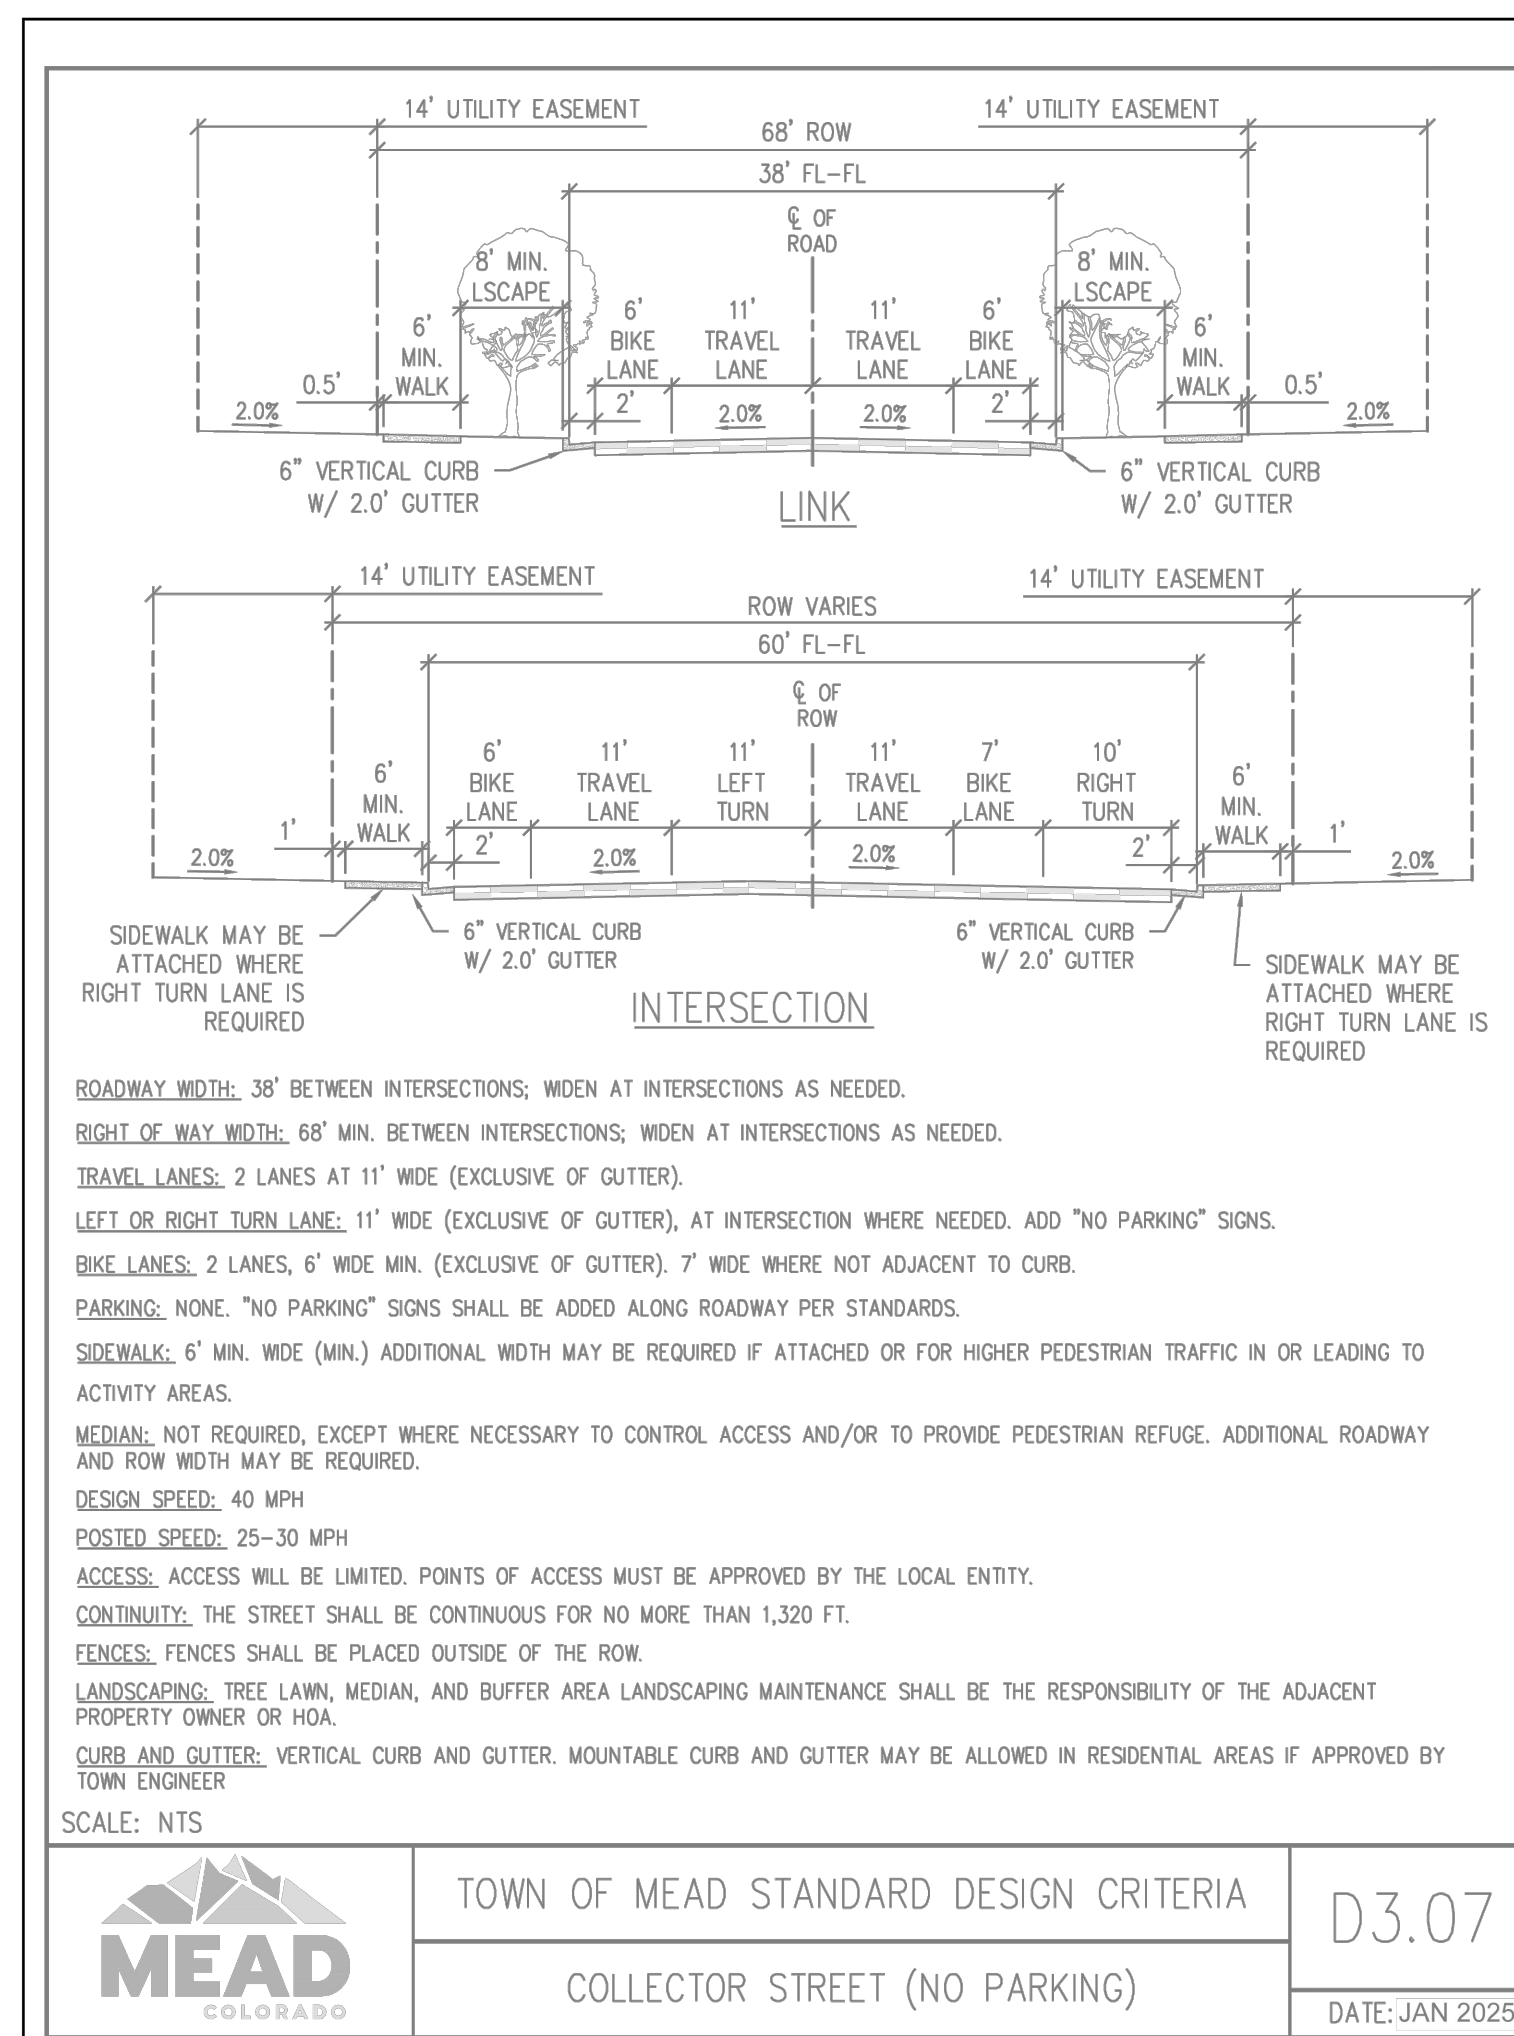 14' UTILITY EASEMENT
14' UTILITY EASEMENT
68' ROW
38' FL-FL
℄ OF
ROAD
8' MIN.
LSCAPE
8' MIN.
LSCAPE
6'
MIN.
WALK
6'
BIKE
LANE
11'
TRAVEL
LANE
11'
TRAVEL
LANE
6'
BIKE
LANE
6'
MIN.
WALK
0.5'
0.5'
2.0%
2'
2.0%
2.0%
2'
2.0%
6" VERTICAL CURB
W/ 2.0' GUTTER
6" VERTICAL CURB
W/ 2.0' GUTTER
LINK
14' UTILITY EASEMENT
14' UTILITY EASEMENT
ROW VARIES
60' FL-FL
℄ OF
ROW
6'
MIN.
WALK
6'
BIKE
LANE
11'
TRAVEL
LANE
11'
LEFT
TURN
11'
TRAVEL
LANE
7'
BIKE
LANE
10'
RIGHT
TURN
6'
MIN.
WALK
1'
1'
2.0%
2'
2.0%
2.0%
2'
2.0%
SIDEWALK MAY BE
ATTACHED WHERE
RIGHT TURN LANE IS
REQUIRED
6" VERTICAL CURB
W/ 2.0' GUTTER
6" VERTICAL CURB
W/ 2.0' GUTTER
SIDEWALK MAY BE
ATTACHED WHERE
RIGHT TURN LANE IS
REQUIRED
INTERSECTION
ROADWAY WIDTH: 38' BETWEEN INTERSECTIONS; WIDEN AT INTERSECTIONS AS NEEDED.
RIGHT OF WAY WIDTH: 68' MIN. BETWEEN INTERSECTIONS; WIDEN AT INTERSECTIONS AS NEEDED.
TRAVEL LANES: 2 LANES AT 11' WIDE (EXCLUSIVE OF GUTTER).
LEFT OR RIGHT TURN LANE: 11' WIDE (EXCLUSIVE OF GUTTER), AT INTERSECTION WHERE NEEDED. ADD "NO PARKING" SIGNS.
BIKE LANES: 2 LANES, 6' WIDE MIN. (EXCLUSIVE OF GUTTER). 7' WIDE WHERE NOT ADJACENT TO CURB.
PARKING: NONE. "NO PARKING" SIGNS SHALL BE ADDED ALONG ROADWAY PER STANDARDS.
SIDEWALK: 6' MIN. WIDE (MIN.) ADDITIONAL WIDTH MAY BE REQUIRED IF ATTACHED OR FOR HIGHER PEDESTRIAN TRAFFIC IN OR LEADING TO
ACTIVITY AREAS.
MEDIAN: NOT REQUIRED, EXCEPT WHERE NECESSARY TO CONTROL ACCESS AND/OR TO PROVIDE PEDESTRIAN REFUGE. ADDITIONAL ROADWAY
AND ROW WIDTH MAY BE REQUIRED.
DESIGN SPEED: 40 MPH
POSTED SPEED: 25-30 MPH
ACCESS: ACCESS WILL BE LIMITED. POINTS OF ACCESS MUST BE APPROVED BY THE LOCAL ENTITY.
CONTINUITY: THE STREET SHALL BE CONTINUOUS FOR NO MORE THAN 1,320 FT.
FENCES: FENCES SHALL BE PLACED OUTSIDE OF THE ROW.
LANDSCAPING: TREE LAWN, MEDIAN, AND BUFFER AREA LANDSCAPING MAINTENANCE SHALL BE THE RESPONSIBILITY OF THE ADJACENT
PROPERTY OWNER OR HOA.
CURB AND GUTTER: VERTICAL CURB AND GUTTER. MOUNTABLE CURB AND GUTTER MAY BE ALLOWED IN RESIDENTIAL AREAS IF APPROVED BY
TOWN ENGINEER
SCALE: NTS
MEAD
COLORADO
TOWN OF MEAD STANDARD DESIGN CRITERIA
COLLECTOR STREET (NO PARKING)
D3.07
DATE: JAN 2025